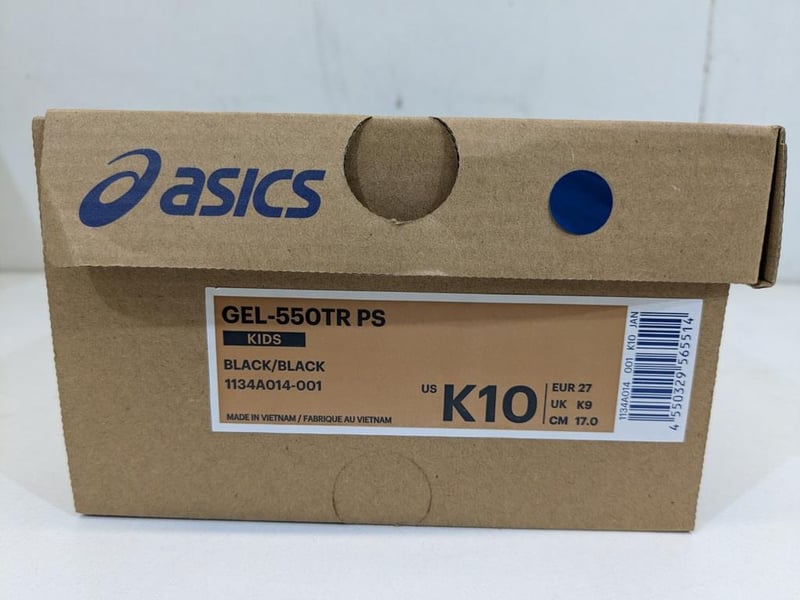 asics
GEL-550TR PS
KIDS
BLACK/BLACK
1134A014-001
MADE IN VIETNAM / FABRIQUE AU VIETNAM
US K10
EUR 27
UK K9
CM 17.0
1134A014 001 K10 JAN
4 550329 565514